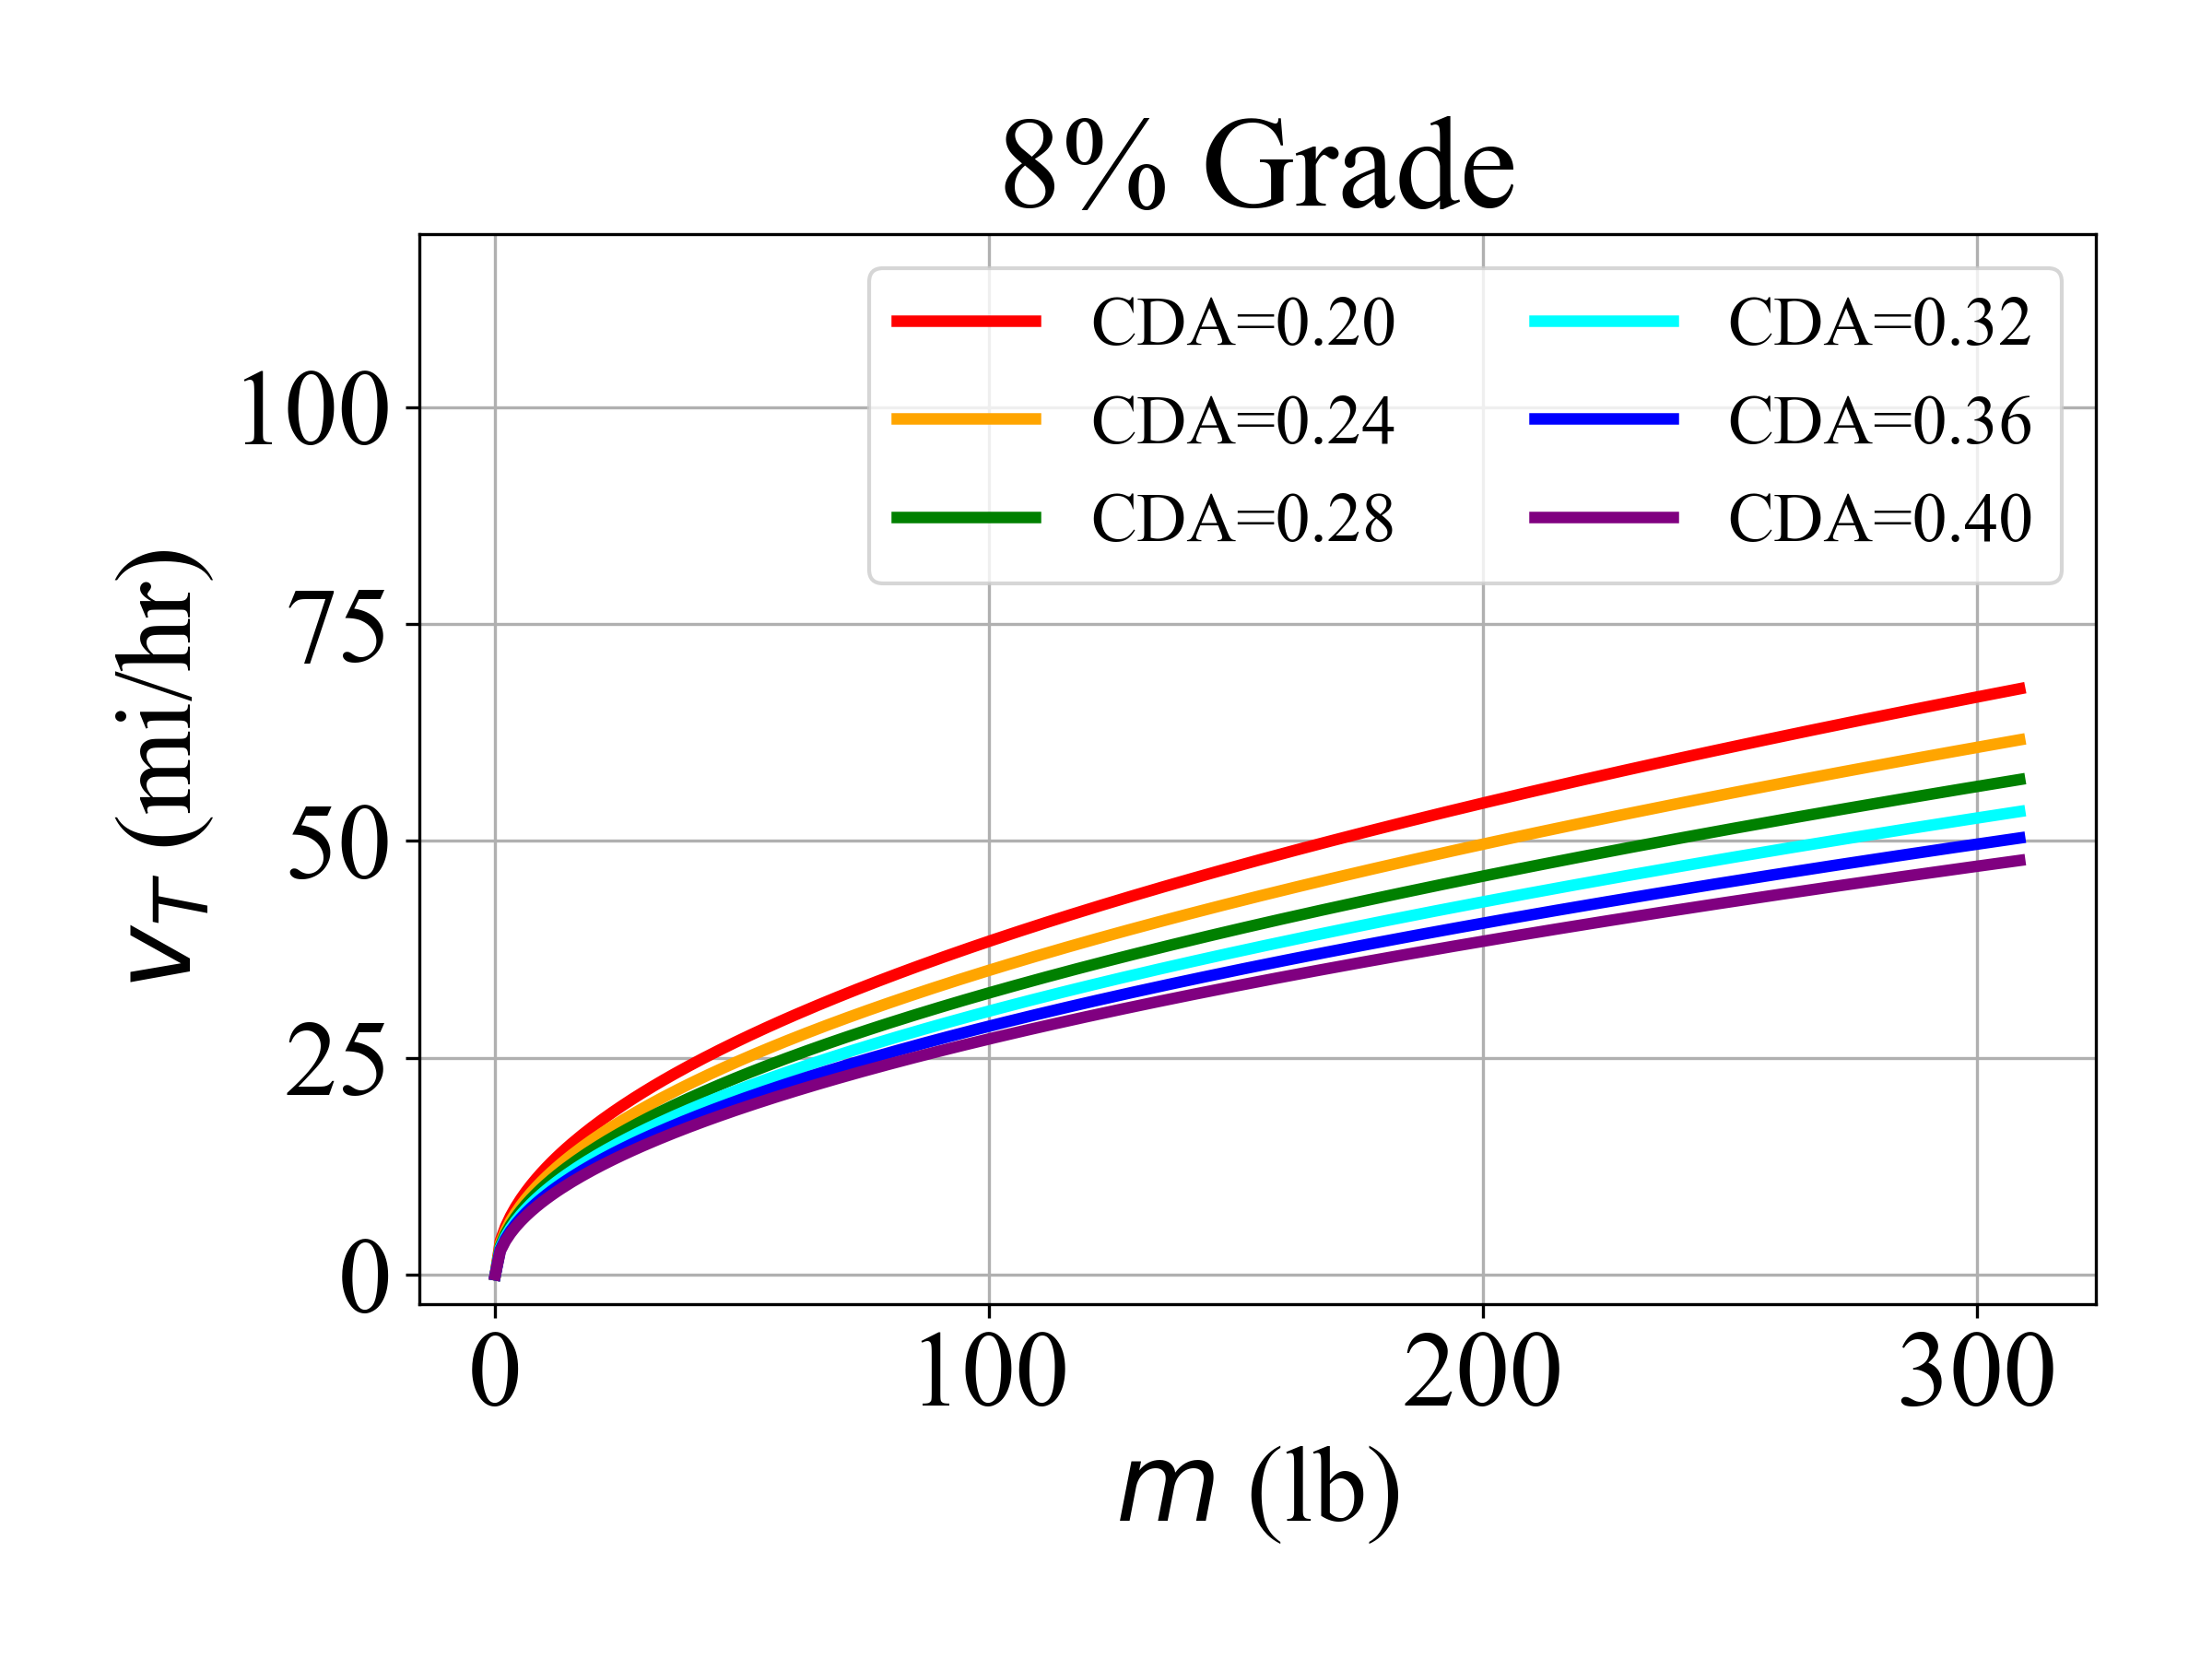 8% Grade
CDA=0.20
CDA=0.24
CDA=0.28
CDA=0.32
CDA=0.36
CDA=0.40
v_T (mi/hr)
100
75
50
25
0
0 100 200 300
m (lb)